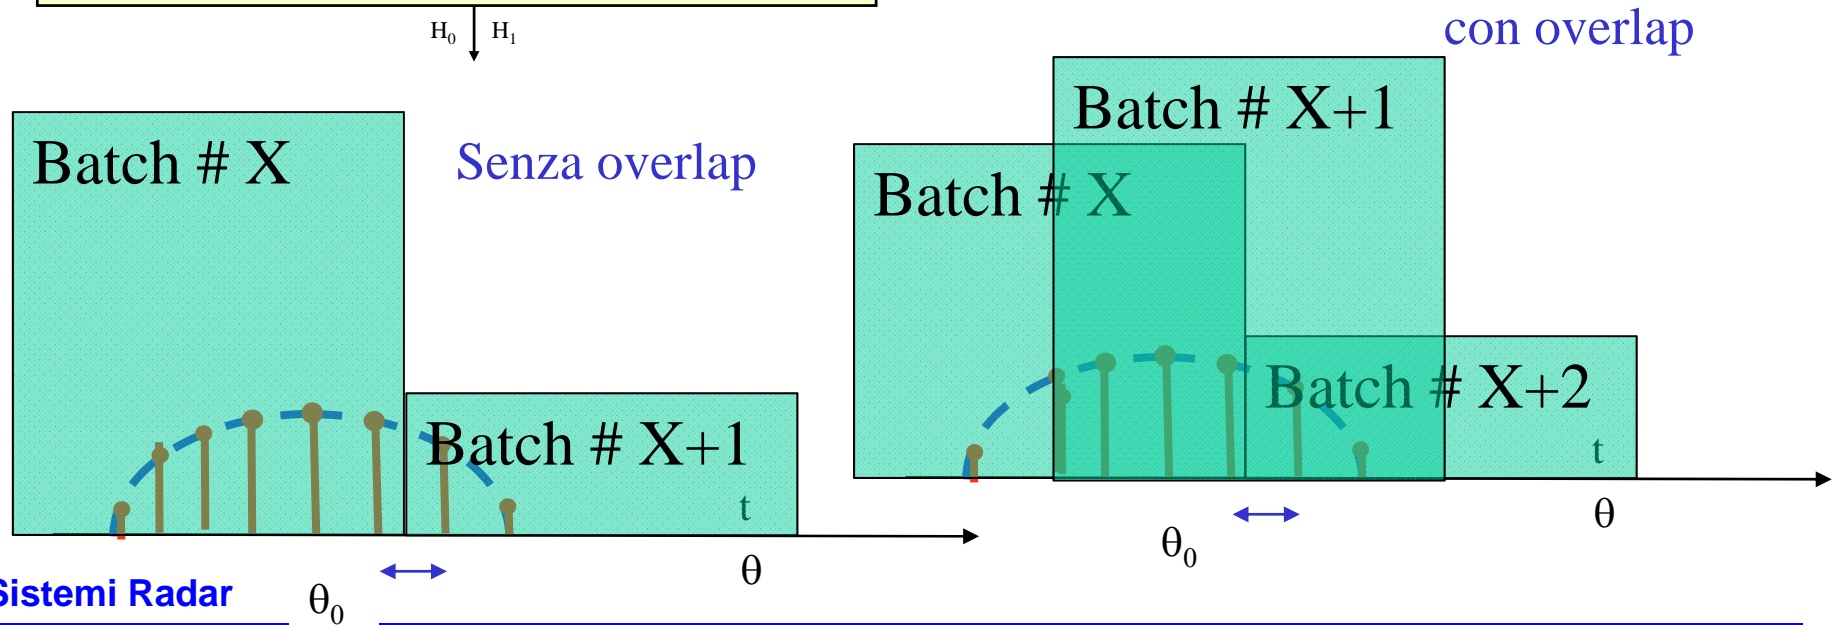 H0 H1
con overlap
Batch # X
Senza overlap
Batch # X+1
t
θ
θ0
Batch # X
Batch # X+1
Batch # X+2
t
θ
θ0
Sistemi Radar